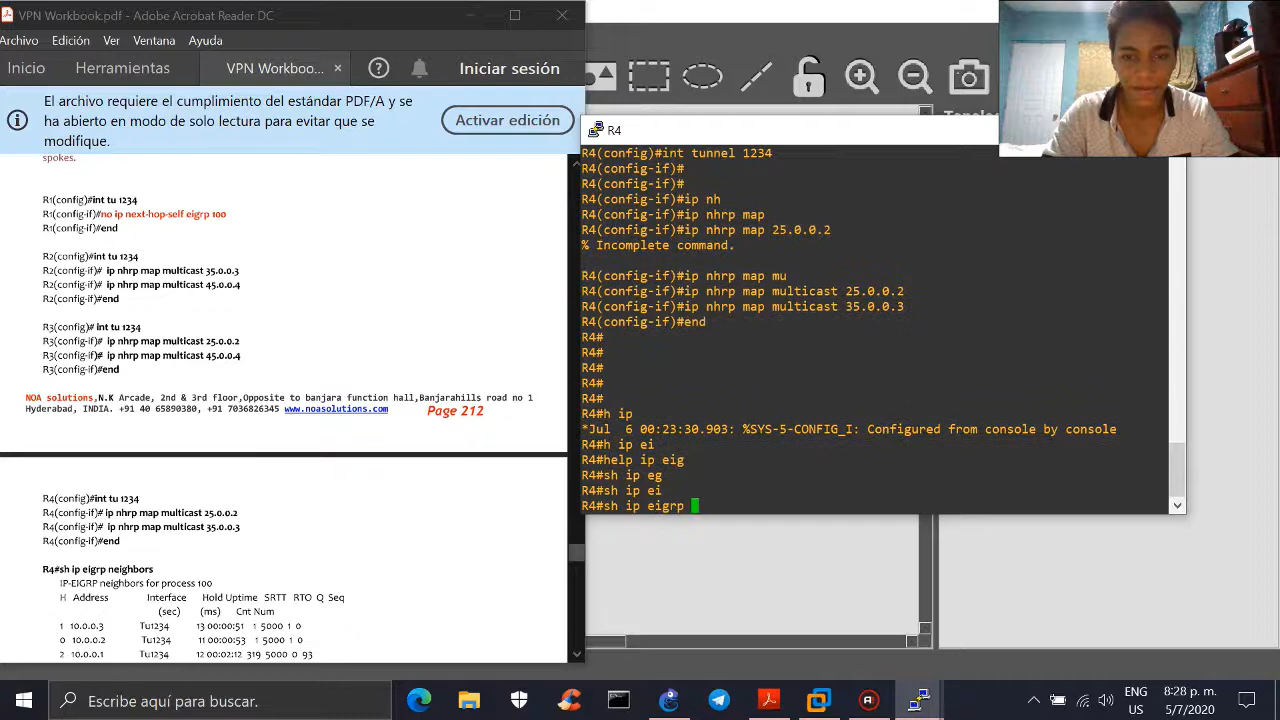 VPN Workbook.pdf - Adobe Acrobat Reader DC
Archivo Edición Ver Ventana Ayuda
Inicio Herramientas VPN Workboo... × Iniciar sesión
El archivo requiere el cumplimiento del estándar PDF/A y se
ha abierto en modo de solo lectura para evitar que se
modifique.
Activar edición
spokes.
R1(config)#int tu 1234
R1(config-if)#no ip next-hop-self eigrp 100
R1(config-if)#end
R2(config-if)#int tu 1234
R2(config-if)# ip nhrp map multicast 35.0.0.3
R2(config-if)# ip nhrp map multicast 45.0.0.4
R2(config-if)#end
R3(config-if)# int tu 1234
R3(config-if)# ip nhrp map multicast 25.0.0.2
R3(config-if)# ip nhrp map multicast 45.0.0.4
R3(config-if)#end
NOA solutions,N.K Arcade, 2nd & 3rd floor,Opposite to banjara function hall,Banjarahills road no 1
Hyderabad, INDIA. +91 40 65890380, +91 7036826345 www.noasolutions.com Page 212
R4(config)#int tu 1234
R4(config-if)# ip nhrp map multicast 25.0.0.2
R4(config-if)# ip nhrp map multicast 35.0.0.3
R4(config-if)#end
R4#sh ip eigrp neighbors
IP-EIGRP neighbors for process 100
H Address Interface Hold Uptime SRTT RTO Q Seq
(sec) (ms) Cnt Num
1 10.0.0.3 Tu1234 13 00:00:51 1 5000 1 0
0 10.0.0.2 Tu1234 11 00:00:53 1 5000 1 0
2 10.0.0.1 Tu1234 12 00:02:12 319 5000 0 93
R4
R4(config)#int tunnel 1234
R4(config-if)#
R4(config-if)#
R4(config-if)#ip nh
R4(config-if)#ip nhrp map
R4(config-if)#ip nhrp map 25.0.0.2
% Incomplete command.
R4(config-if)#ip nhrp map mu
R4(config-if)#ip nhrp map multicast 25.0.0.2
R4(config-if)#ip nhrp map multicast 35.0.0.3
R4(config-if)#end
R4#
R4#
R4#
R4#
R4#
R4#h ip
*Jul  6 00:23:30.903: %SYS-5-CONFIG_I: Configured from console by console
R4#h ip ei
R4#help ip eig
R4#sh ip eg
R4#sh ip ei
R4#sh ip eigrp
Escribe aquí para buscar.
ENG
US
8:28 p. m.
5/7/2020